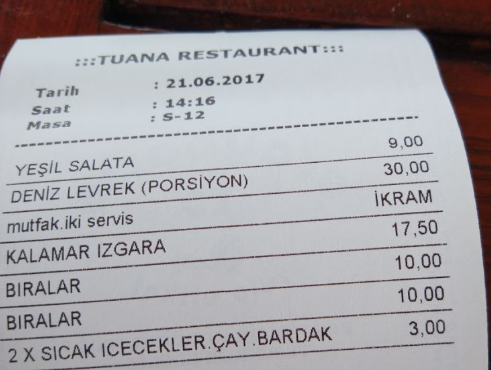 :::TUANA RESTAURANT:::
Tarih : 21.06.2017
Saat : 14:16
Masa : S-12
YEŞİL SALATA 9,00
DENİZ LEVREK (PORSİYON) 30,00
mutfak.iki servis İKRAM
KALAMAR IZGARA 17,50
BIRALAR 10,00
BIRALAR 10,00
2 X SICAK ICECEKLER.ÇAY.BARDAK 3,00